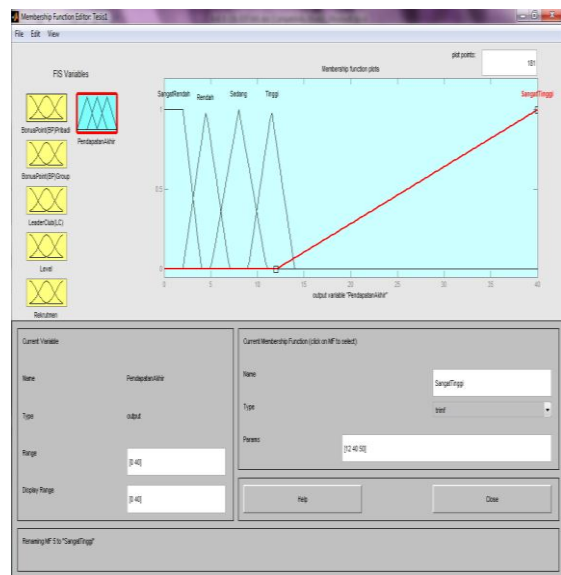 Membership Function Editor: Tesis1
File Edit View
FIS Variables
Membership function plots
plot points:
181
BonusPoint(BP)Pribadi
PendapatanAkhir
BonusPoint(BP)Group
LeaderClub(LC)
Level
Rekrutmen
SangatRendah Rendah Sedang Tinggi SangatTinggi
1
0.5
0
0 5 10 15 20 25 30 35 40
output variable "PendapatanAkhir"
Current Variable
Name PendapatanAkhir
Type output
Range [0 40]
Display Range [0 40]
Current Membership Function (click on MF to select)
Name SangatTinggi
Type trimf
Params [12 40 50]
Help Close
Renaming MF 5 to "SangatTinggi"